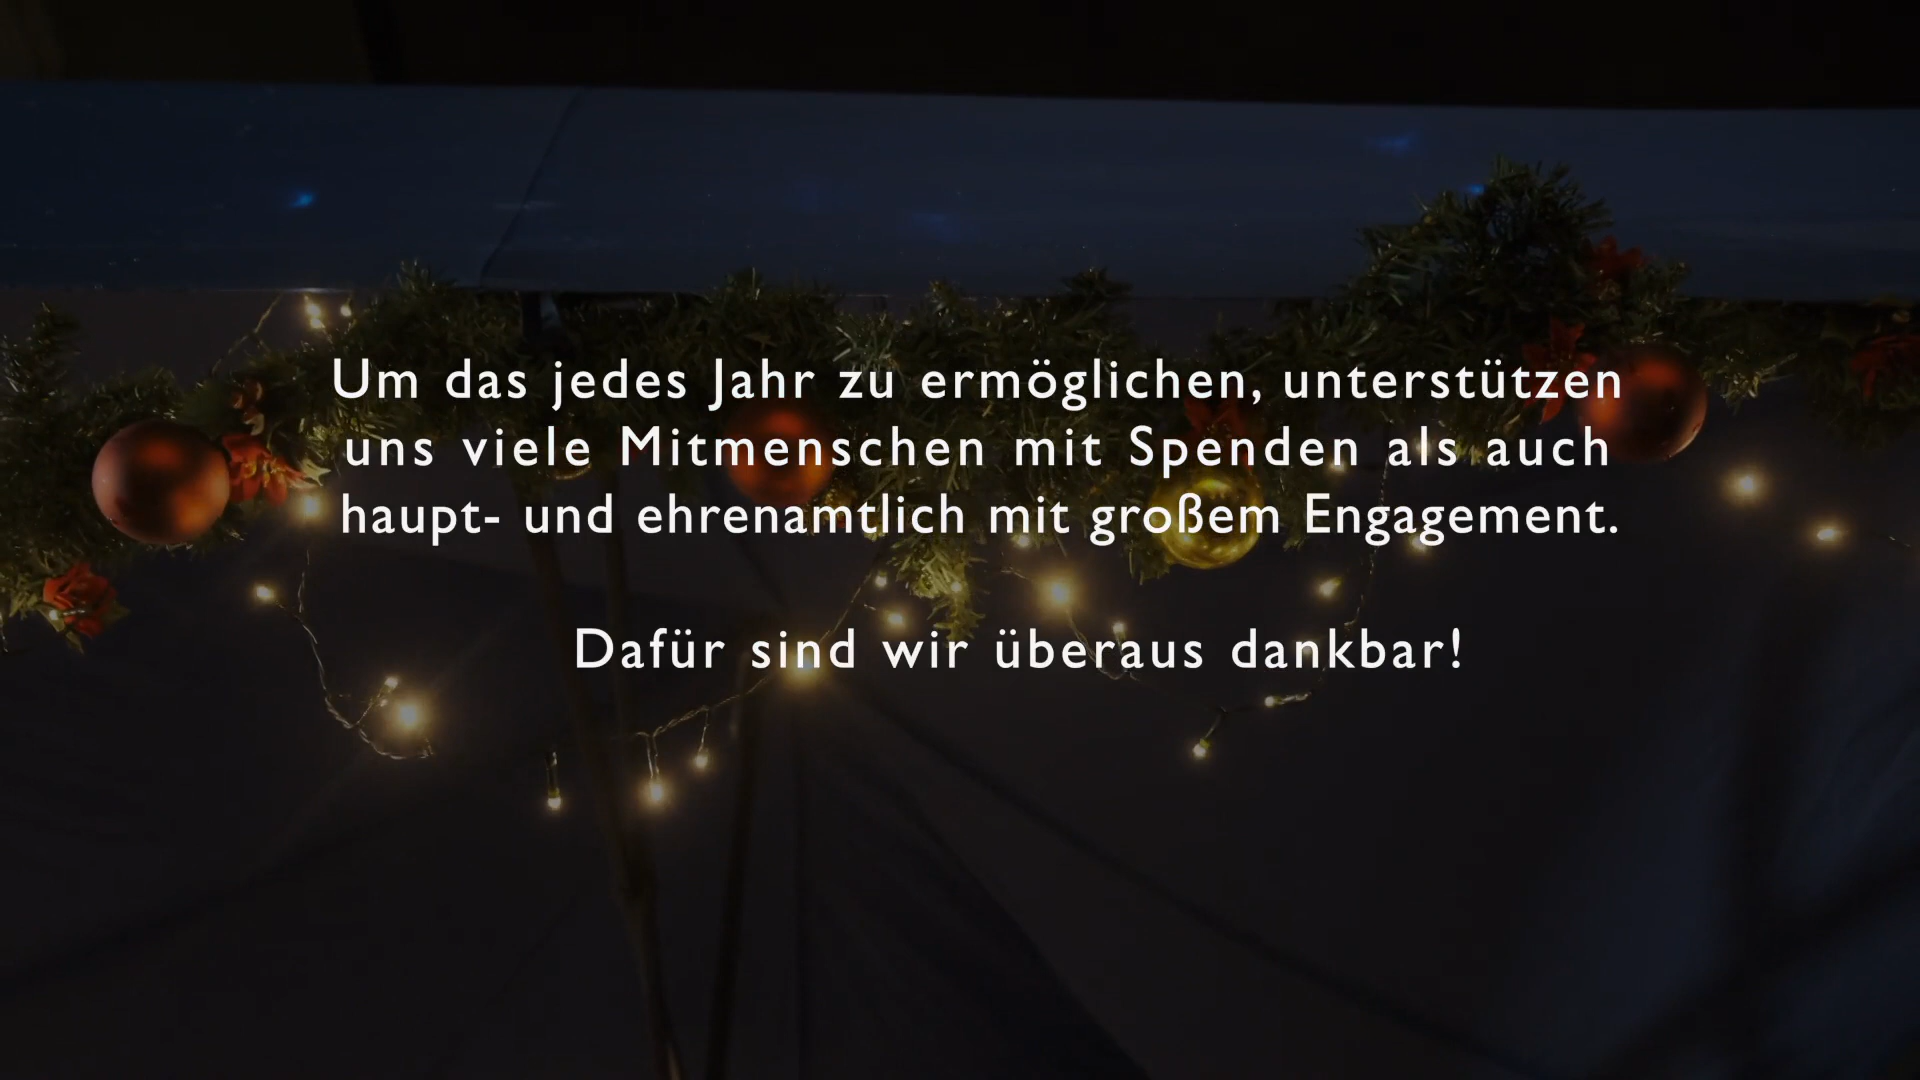 Um das jedes Jahr zu ermöglichen, unterstützen
uns viele Mitmenschen mit Spenden als auch
haupt- und ehrenamtlich mit großem Engagement.
Dafür sind wir überaus dankbar!